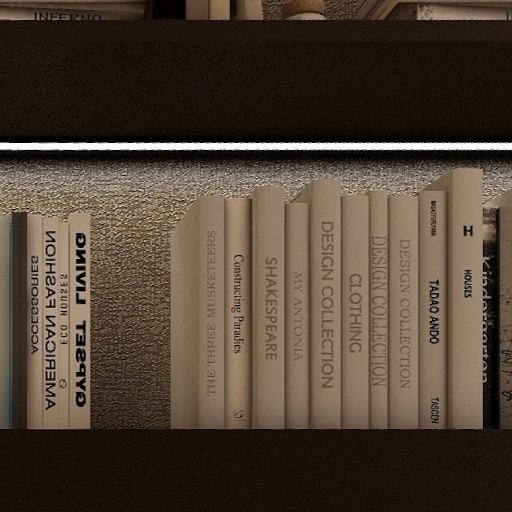 INFERNO
ACCESSORIES
AMERICAN FASHION
ECO HOUSES
GYPSET LIVING
THE THREE MUSKETEERS
Constructing Paradies
SHAKESPEARE
MY ANTONIA
DESIGN COLLECTION
CLOTHING
DESIGN COLLECTION
DESIGN COLLECTION
TADAO ANDO
TASCHEN
H
HOUSES
Kindergarten